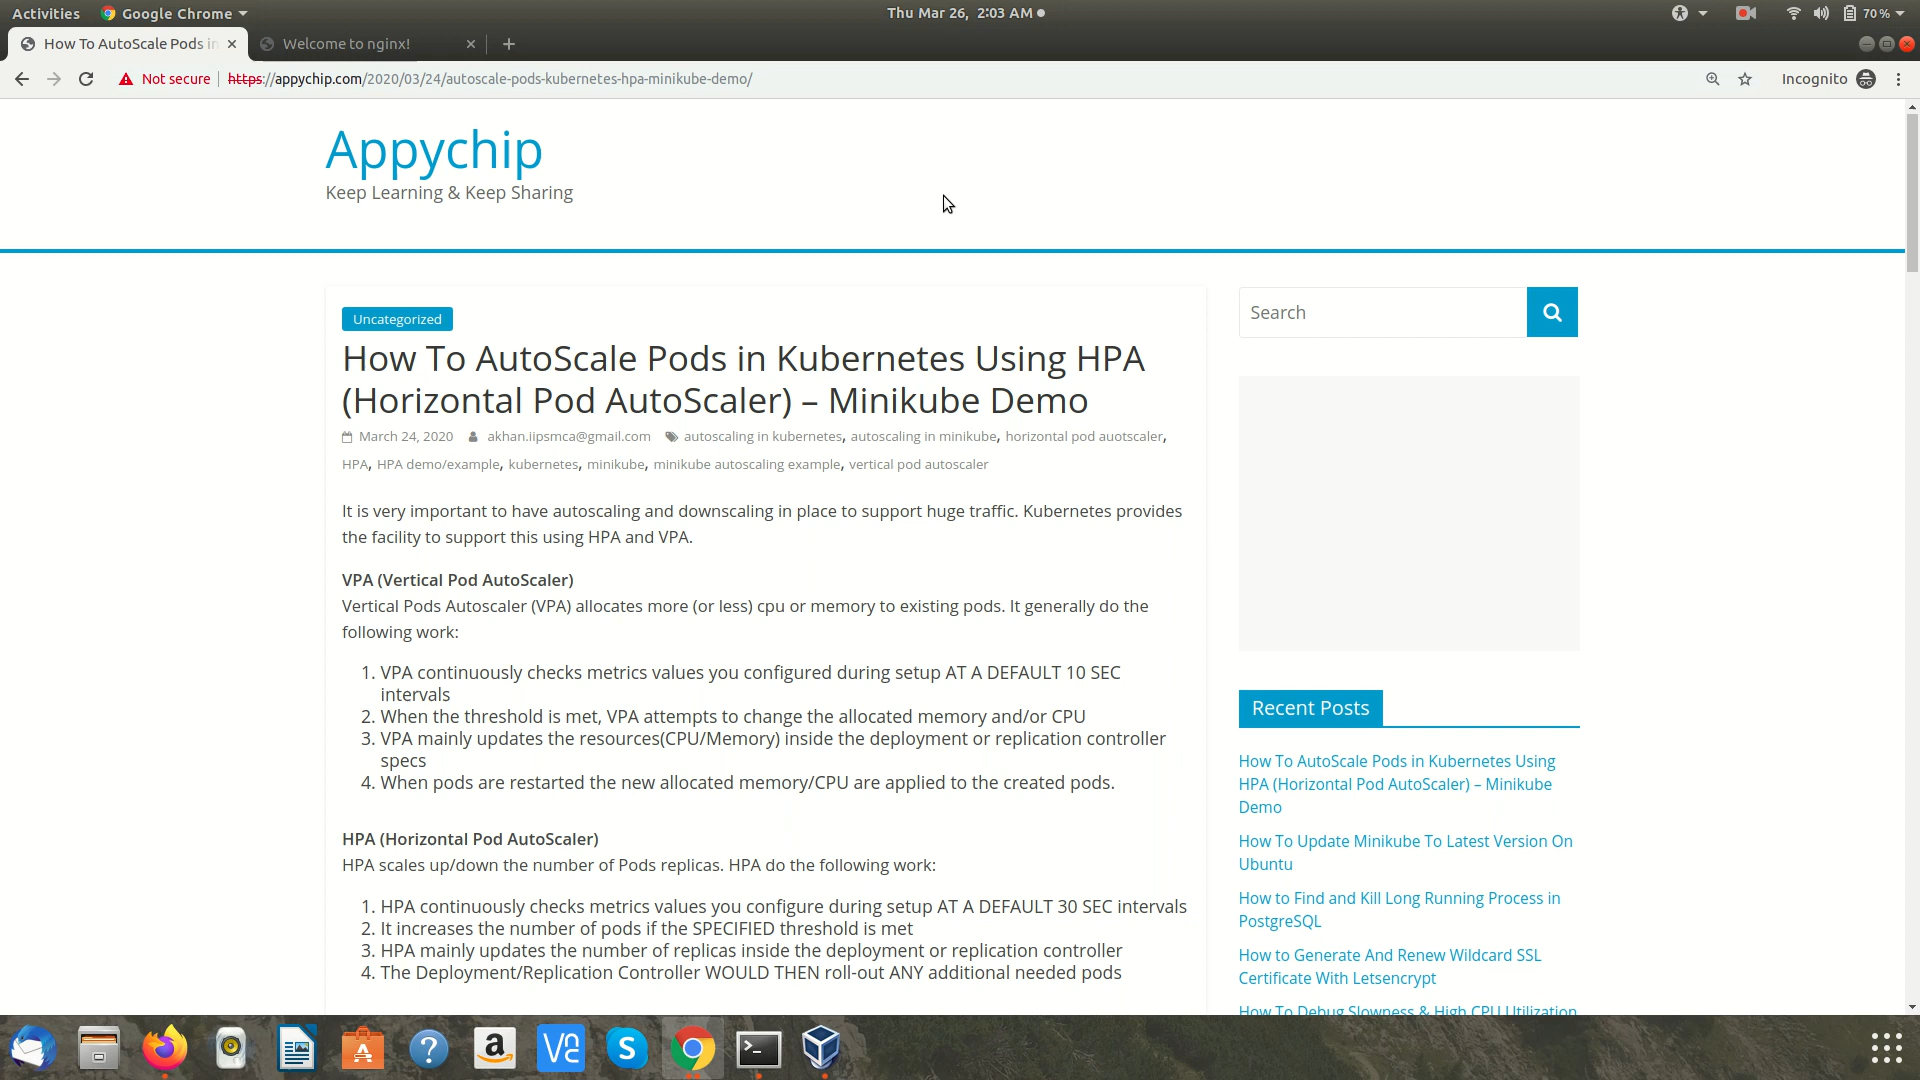 Activities Google Chrome Thu Mar 26, 2:03 AM 70%
How To AutoScale Pods in Welcome to nginx!
Not secure https://appychip.com/2020/03/24/autoscale-pods-kubernetes-hpa-minikube-demo/ Incognito
Appychip
Keep Learning & Keep Sharing
Uncategorized
How To AutoScale Pods in Kubernetes Using HPA
(Horizontal Pod AutoScaler) – Minikube Demo
March 24, 2020 akhan.iipsmca@gmail.com autoscaling in kubernetes, autoscaling in minikube, horizontal pod auotscaler,
HPA, HPA demo/example, kubernetes, minikube, minikube autoscaling example, vertical pod autoscaler
It is very important to have autoscaling and downscaling in place to support huge traffic. Kubernetes provides
the facility to support this using HPA and VPA.
VPA (Vertical Pod AutoScaler)
Vertical Pods Autoscaler (VPA) allocates more (or less) cpu or memory to existing pods. It generally do the
following work:
1. VPA continuously checks metrics values you configured during setup AT A DEFAULT 10 SEC
intervals
2. When the threshold is met, VPA attempts to change the allocated memory and/or CPU
3. VPA mainly updates the resources(CPU/Memory) inside the deployment or replication controller
specs
4. When pods are restarted the new allocated memory/CPU are applied to the created pods.
HPA (Horizontal Pod AutoScaler)
HPA scales up/down the number of Pods replicas. HPA do the following work:
1. HPA continuously checks metrics values you configure during setup AT A DEFAULT 30 SEC intervals
2. It increases the number of pods if the SPECIFIED threshold is met
3. HPA mainly updates the number of replicas inside the deployment or replication controller
4. The Deployment/Replication Controller WOULD THEN roll-out ANY additional needed pods
Search
Recent Posts
How To AutoScale Pods in Kubernetes Using
HPA (Horizontal Pod AutoScaler) – Minikube
Demo
How To Update Minikube To Latest Version On
Ubuntu
How to Find and Kill Long Running Process in
PostgreSQL
How to Generate And Renew Wildcard SSL
Certificate With Letsencrypt
How To Debug Slowness & High CPU Utilization